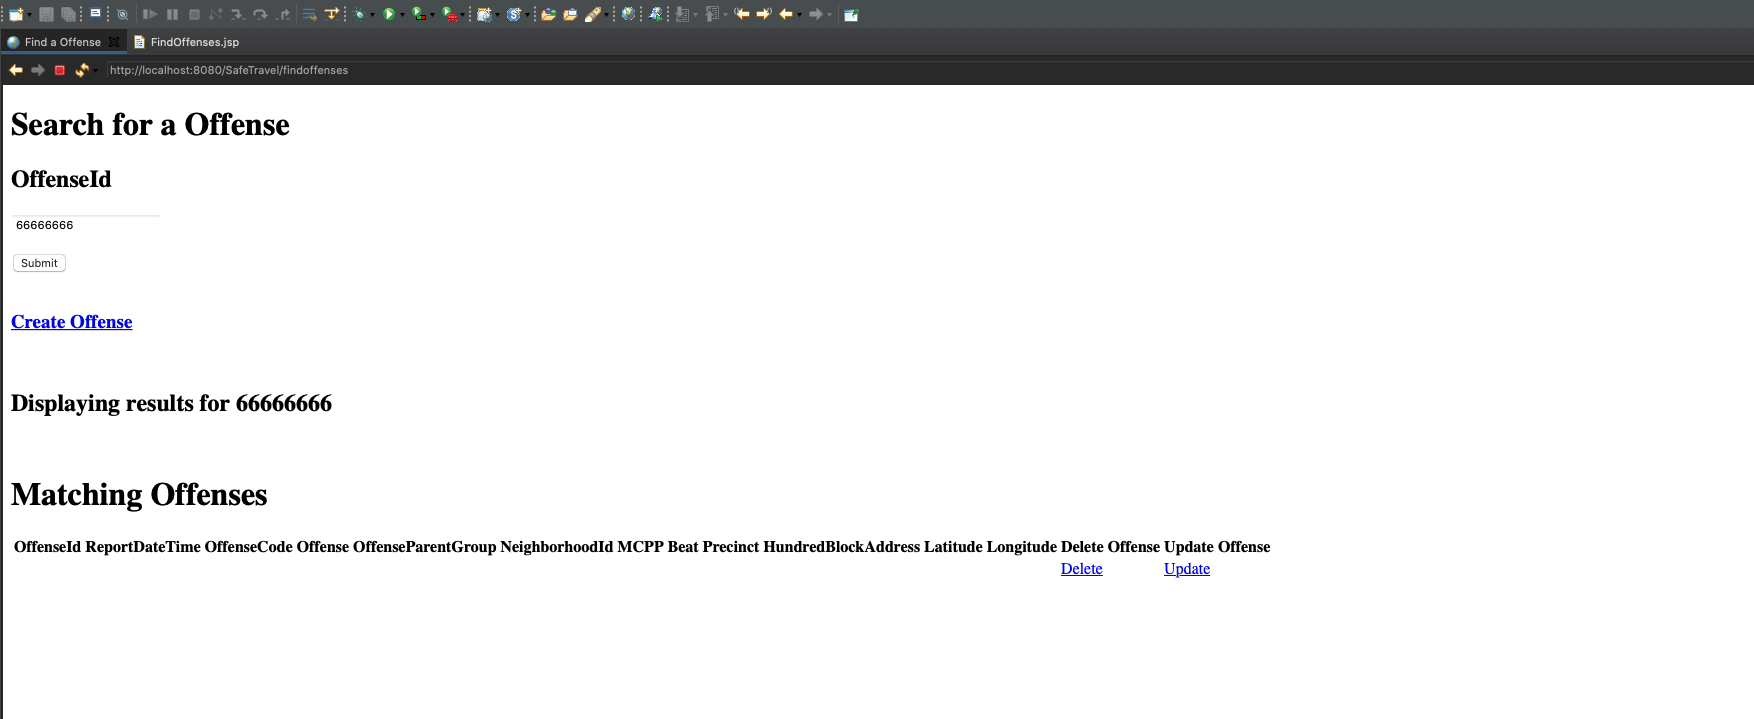 Find a Offense
FindOffenses.jsp
http://localhost:8080/SafeTravel/findoffenses
Search for a Offense
OffenseId
66666666
Submit
Create Offense
Displaying results for 66666666
Matching Offenses
OffenseId ReportDateTime OffenseCode Offense OffenseParentGroup NeighborhoodId MCPP Beat Precinct HundredBlockAddress Latitude Longitude Delete Offense Update Offense
Delete Update